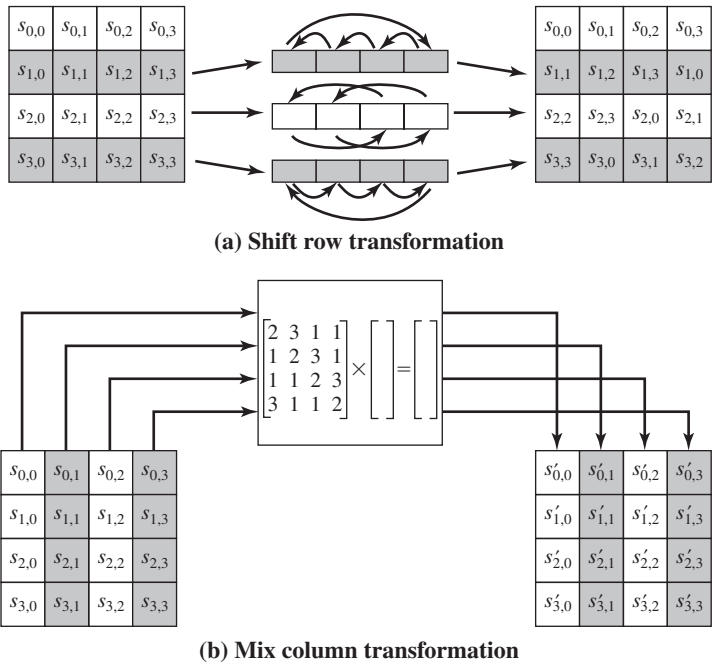 s0,0 s0,1 s0,2 s0,3 s0,0 s0,1 s0,2 s0,3
s1,0 s1,1 s1,2 s1,3 s1,1 s1,2 s1,3 s1,0
s2,0 s2,1 s2,2 s2,3 s2,2 s2,3 s2,0 s2,1
s3,0 s3,1 s3,2 s3,3 s3,3 s3,0 s3,1 s3,2
(a) Shift row transformation
2 3 1 1
1 2 3 1
1 1 2 3
3 1 1 2
× =
s0,0 s0,1 s0,2 s0,3 s′0,0 s′0,1 s′0,2 s′0,3
s1,0 s1,1 s1,2 s1,3 s′1,0 s′1,1 s′1,2 s′1,3
s2,0 s2,1 s2,2 s2,3 s′2,0 s′2,1 s′2,2 s′2,3
s3,0 s3,1 s3,2 s3,3 s′3,0 s′3,1 s′3,2 s′3,3
(b) Mix column transformation